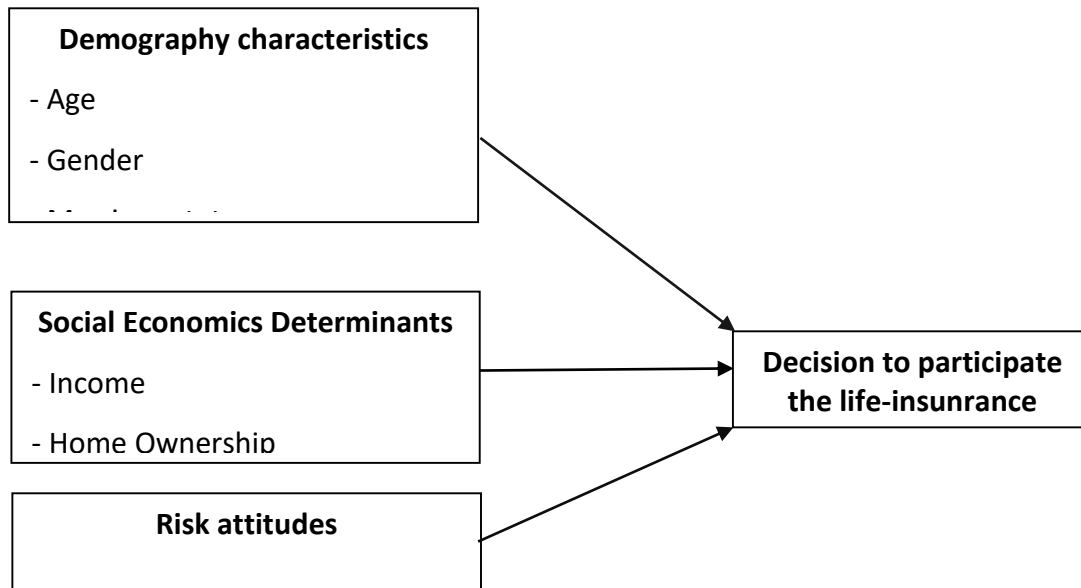 Demography characteristics
- Age
- Gender
Social Economics Determinants
- Income
- Home Ownership
Decision to participate
the life-insunrance
Risk attitudes